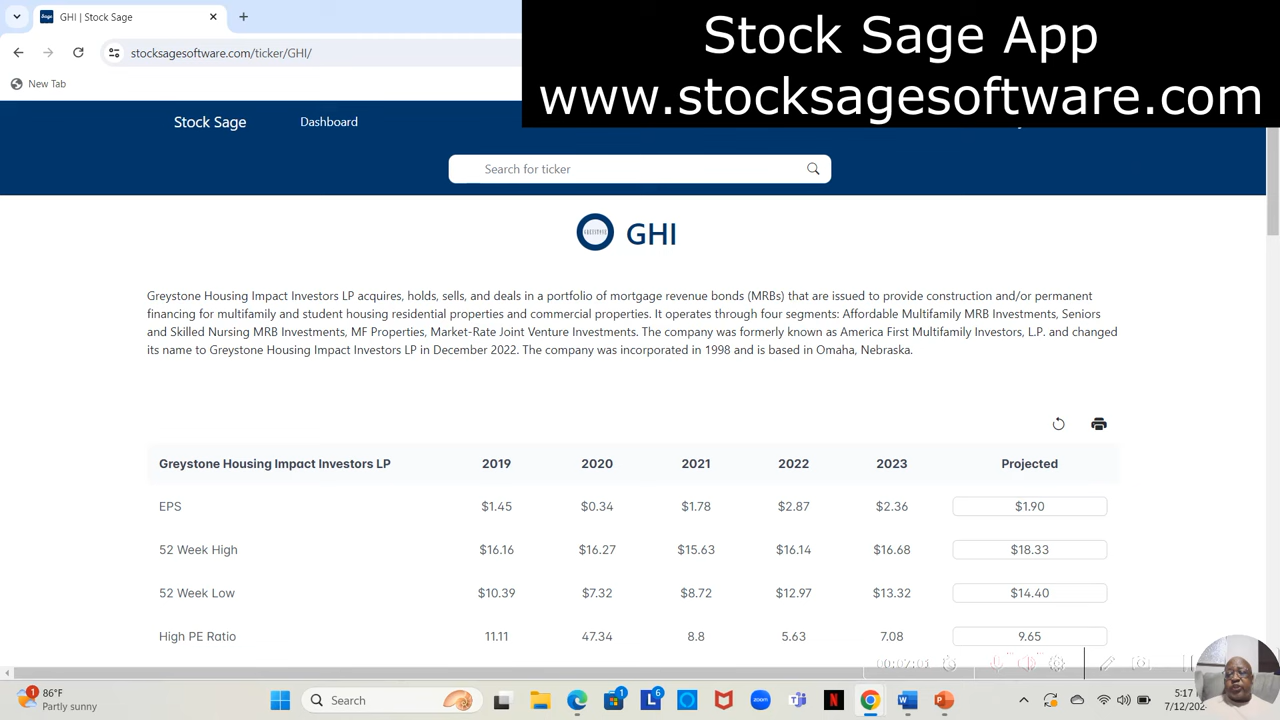 GHI | Stock Sage
stocksagesoftware.com/ticker/GHI/
New Tab
Stock Sage App
www.stocksagesoftware.com
Stock Sage
Dashboard
Search for ticker
GHI
Greystone Housing Impact Investors LP acquires, holds, sells, and deals in a portfolio of mortgage revenue bonds (MRBs) that are issued to provide construction and/or permanent
financing for multifamily and student housing residential properties and commercial properties. It operates through four segments: Affordable Multifamily MRB Investments, Seniors
and Skilled Nursing MRB Investments, MF Properties, Market-Rate Joint Venture Investments. The company was formerly known as America First Multifamily Investors, L.P. and changed
its name to Greystone Housing Impact Investors LP in December 2022. The company was incorporated in 1998 and is based in Omaha, Nebraska.
Greystone Housing Impact Investors LP 2019 2020 2021 2022 2023 Projected
EPS $1.45 $0.34 $1.78 $2.87 $2.36 $1.90
52 Week High $16.16 $16.27 $15.63 $16.14 $16.68 $18.33
52 Week Low $10.39 $7.32 $8.72 $12.97 $13.32 $14.40
High PE Ratio 11.11 47.34 8.8 5.63 7.08 9.65
1
86°F
Partly sunny
Search
1
6
zoom
5:17
7/12/